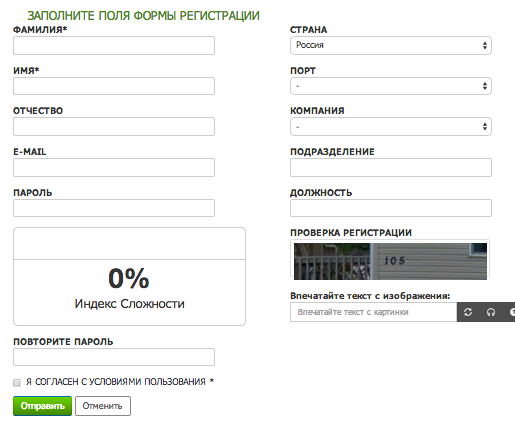 ЗАПОЛНИТЕ ПОЛЯ ФОРМЫ РЕГИСТРАЦИИ
ФАМИЛИЯ*
ИМЯ*
ОТЧЕСТВО
E-MAIL
ПАРОЛЬ
0%
Индекс Сложности
ПОВТОРИТЕ ПАРОЛЬ
Я СОГЛАСЕН С УСЛОВИЯМИ ПОЛЬЗОВАНИЯ *
Отправить Отменить
СТРАНА
Россия
ПОРТ
-
КОМПАНИЯ
-
ПОДРАЗДЕЛЕНИЕ
ДОЛЖНОСТЬ
ПРОВЕРКА РЕГИСТРАЦИИ
105
Впечатайте текст с изображения:
Впечатайте текст с картинки